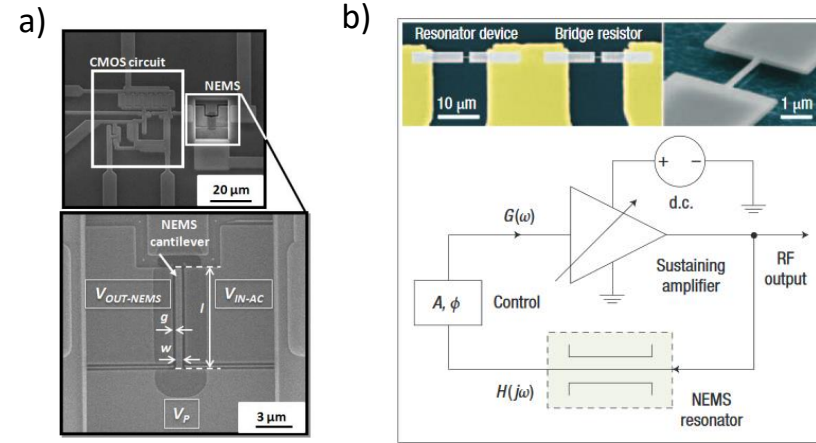 a)
CMOS circuit
NEMS
20 μm
NEMS
cantilever
V_OUT-NEMS
V_IN-AC
l
g
w
V_P
3 μm
b)
Resonator device
Bridge resistor
10 μm
1 μm
+
−
d.c.
G(ω)
Sustaining
amplifier
RF
output
A, ϕ
Control
H(jω)
NEMS
resonator